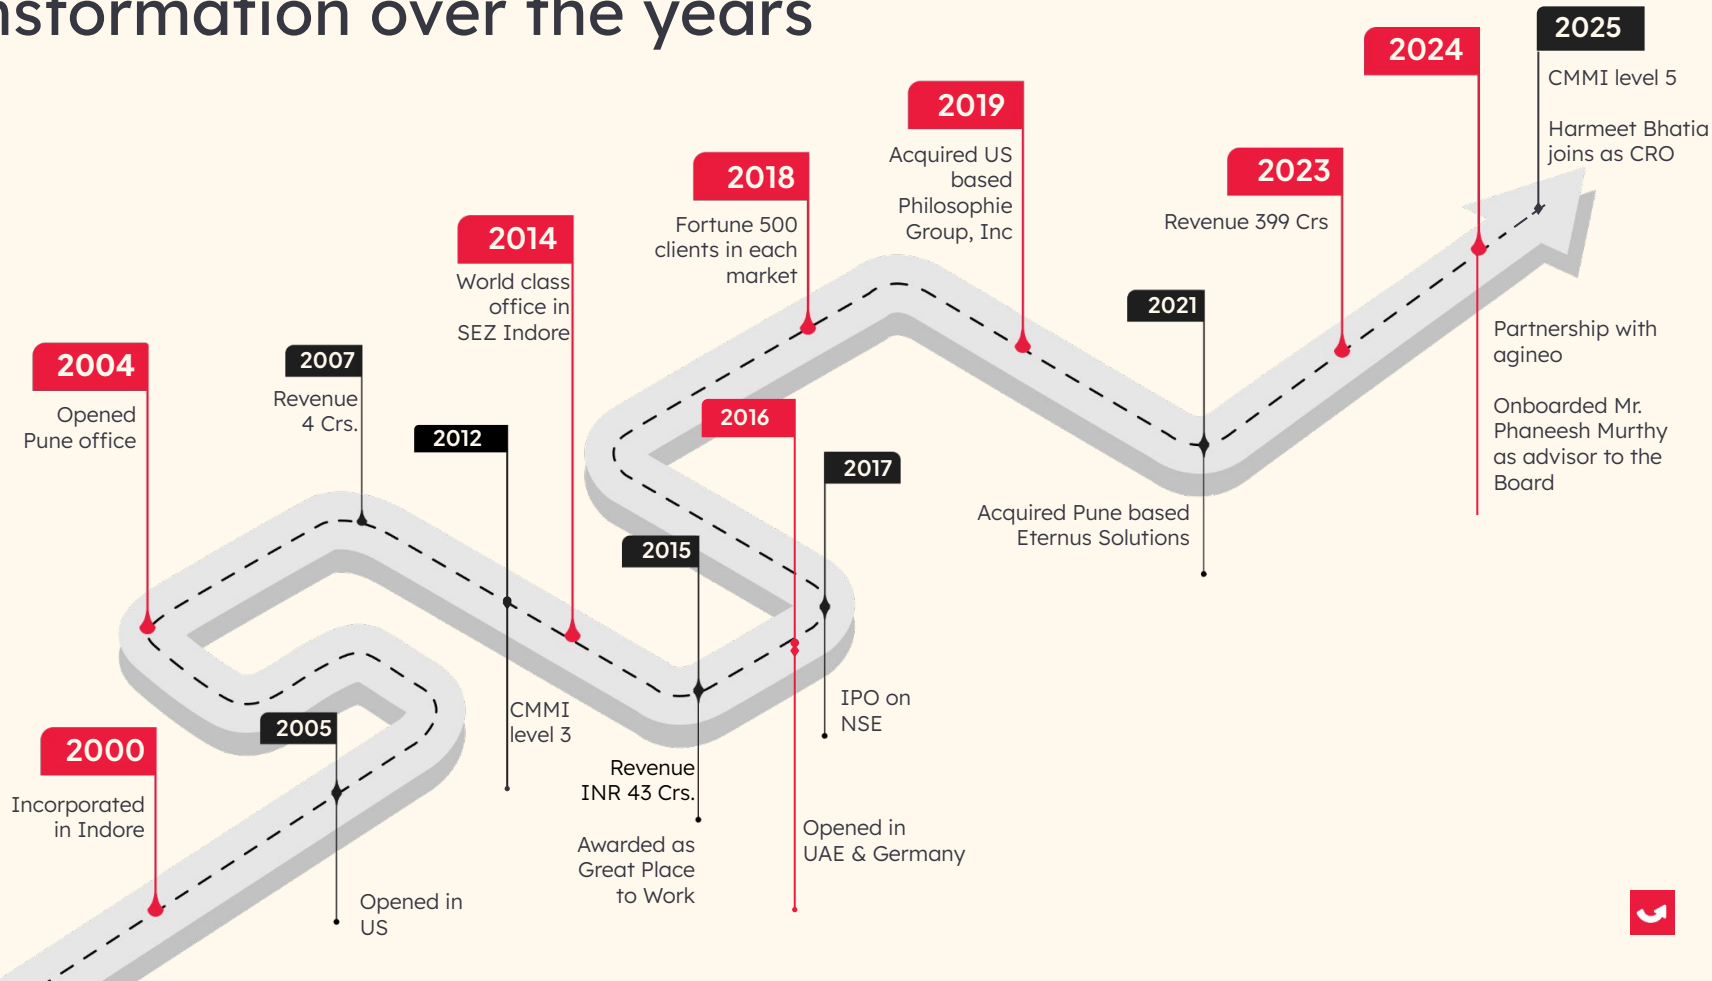 nsformation over the years
2000
Incorporated
in Indore
2005
Opened in
US
2004
Opened
Pune office
2007
Revenue
4 Crs.
2012
CMMI
level 3
2014
World class
office in
SEZ Indore
2015
Revenue
INR 43 Crs.
Awarded as
Great Place
to Work
2016
Opened in
UAE & Germany
2017
IPO on
NSE
2018
Fortune 500
clients in each
market
2019
Acquired US
based
Philosophie
Group, Inc
2021
Acquired Pune based
Eternus Solutions
2023
Revenue 399 Crs
2024
Partnership with
agineo
Onboarded Mr.
Phaneesh Murthy
as advisor to the
Board
2025
CMMI level 5
Harmeet Bhatia
joins as CRO